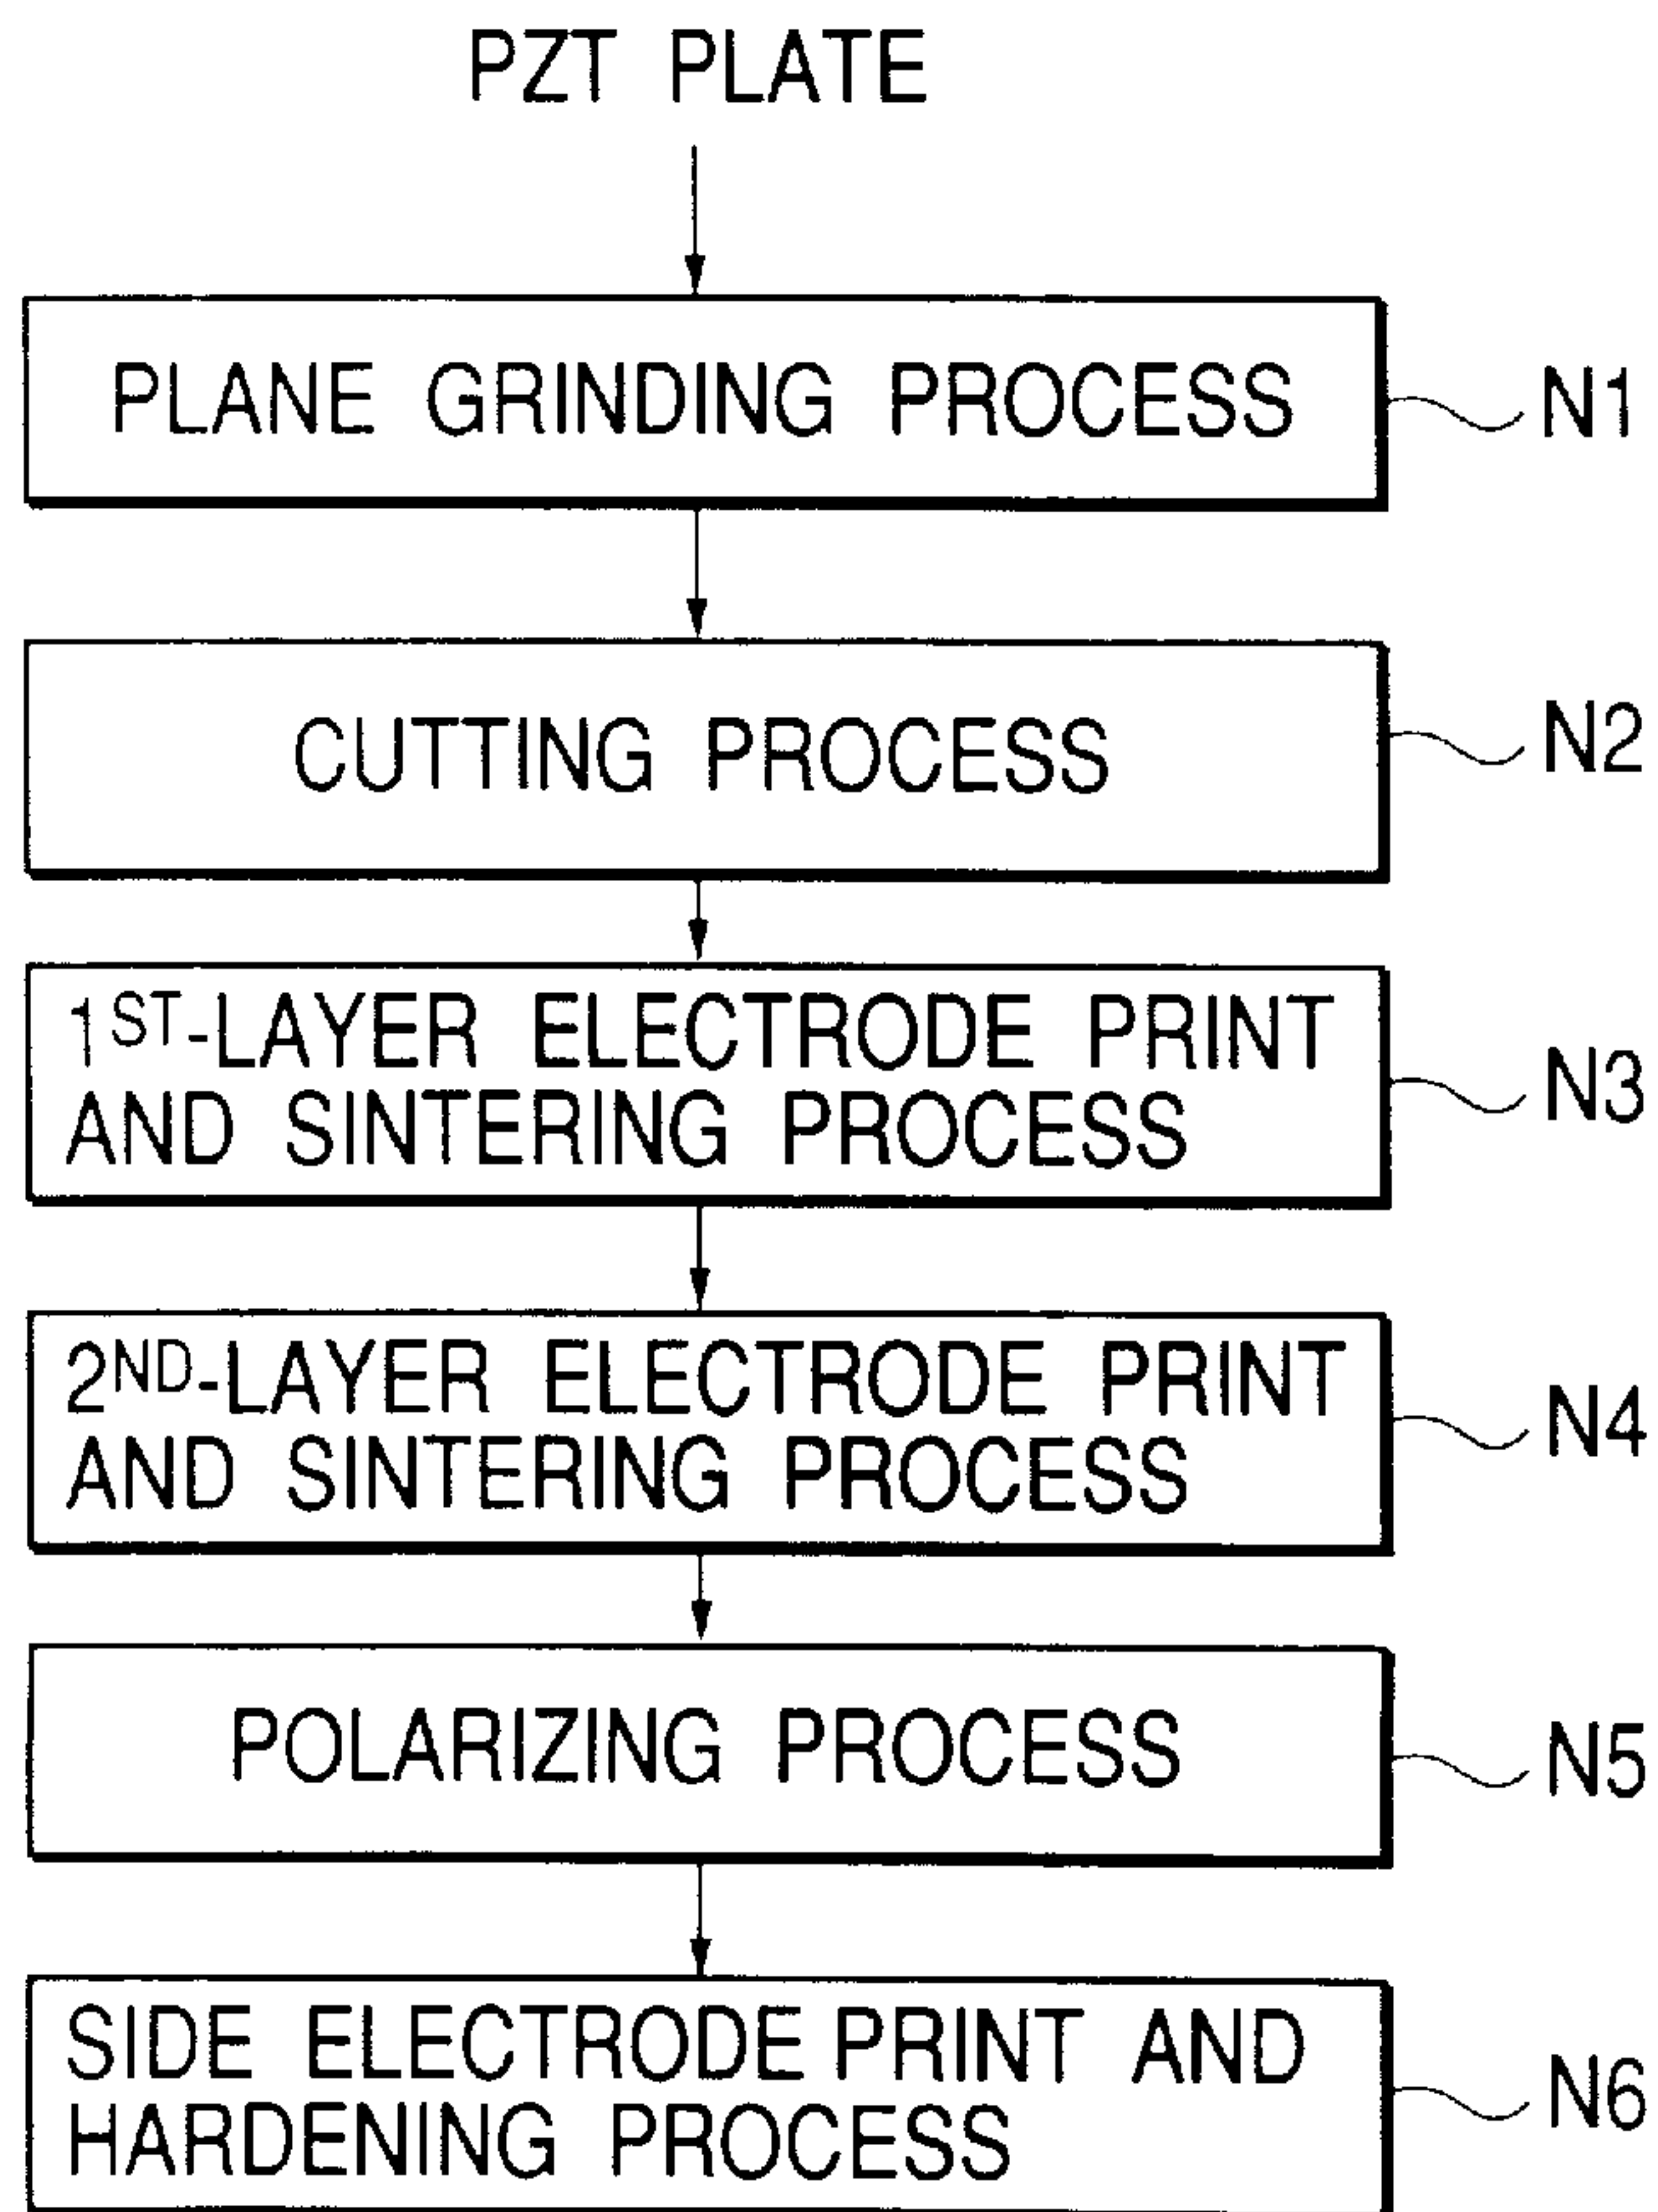 PZT PLATE
PLANE GRINDING PROCESS
N1
CUTTING PROCESS
N2
1ST-LAYER ELECTRODE PRINT
AND SINTERING PROCESS
N3
2ND-LAYER ELECTRODE PRINT
AND SINTERING PROCESS
N4
POLARIZING PROCESS
N5
SIDE ELECTRODE PRINT AND
HARDENING PROCESS
N6